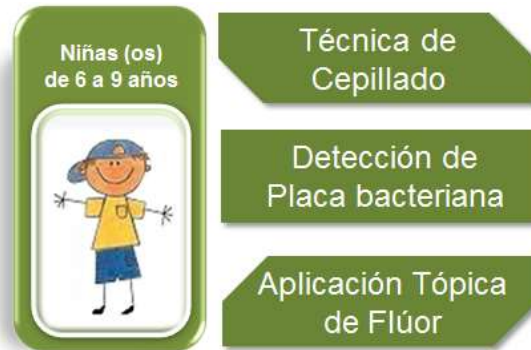 Niñas (os)
de 6 a 9 años
Técnica de
Cepillado
Detección de
Placa bacteriana
Aplicación Tópica
de Flúor